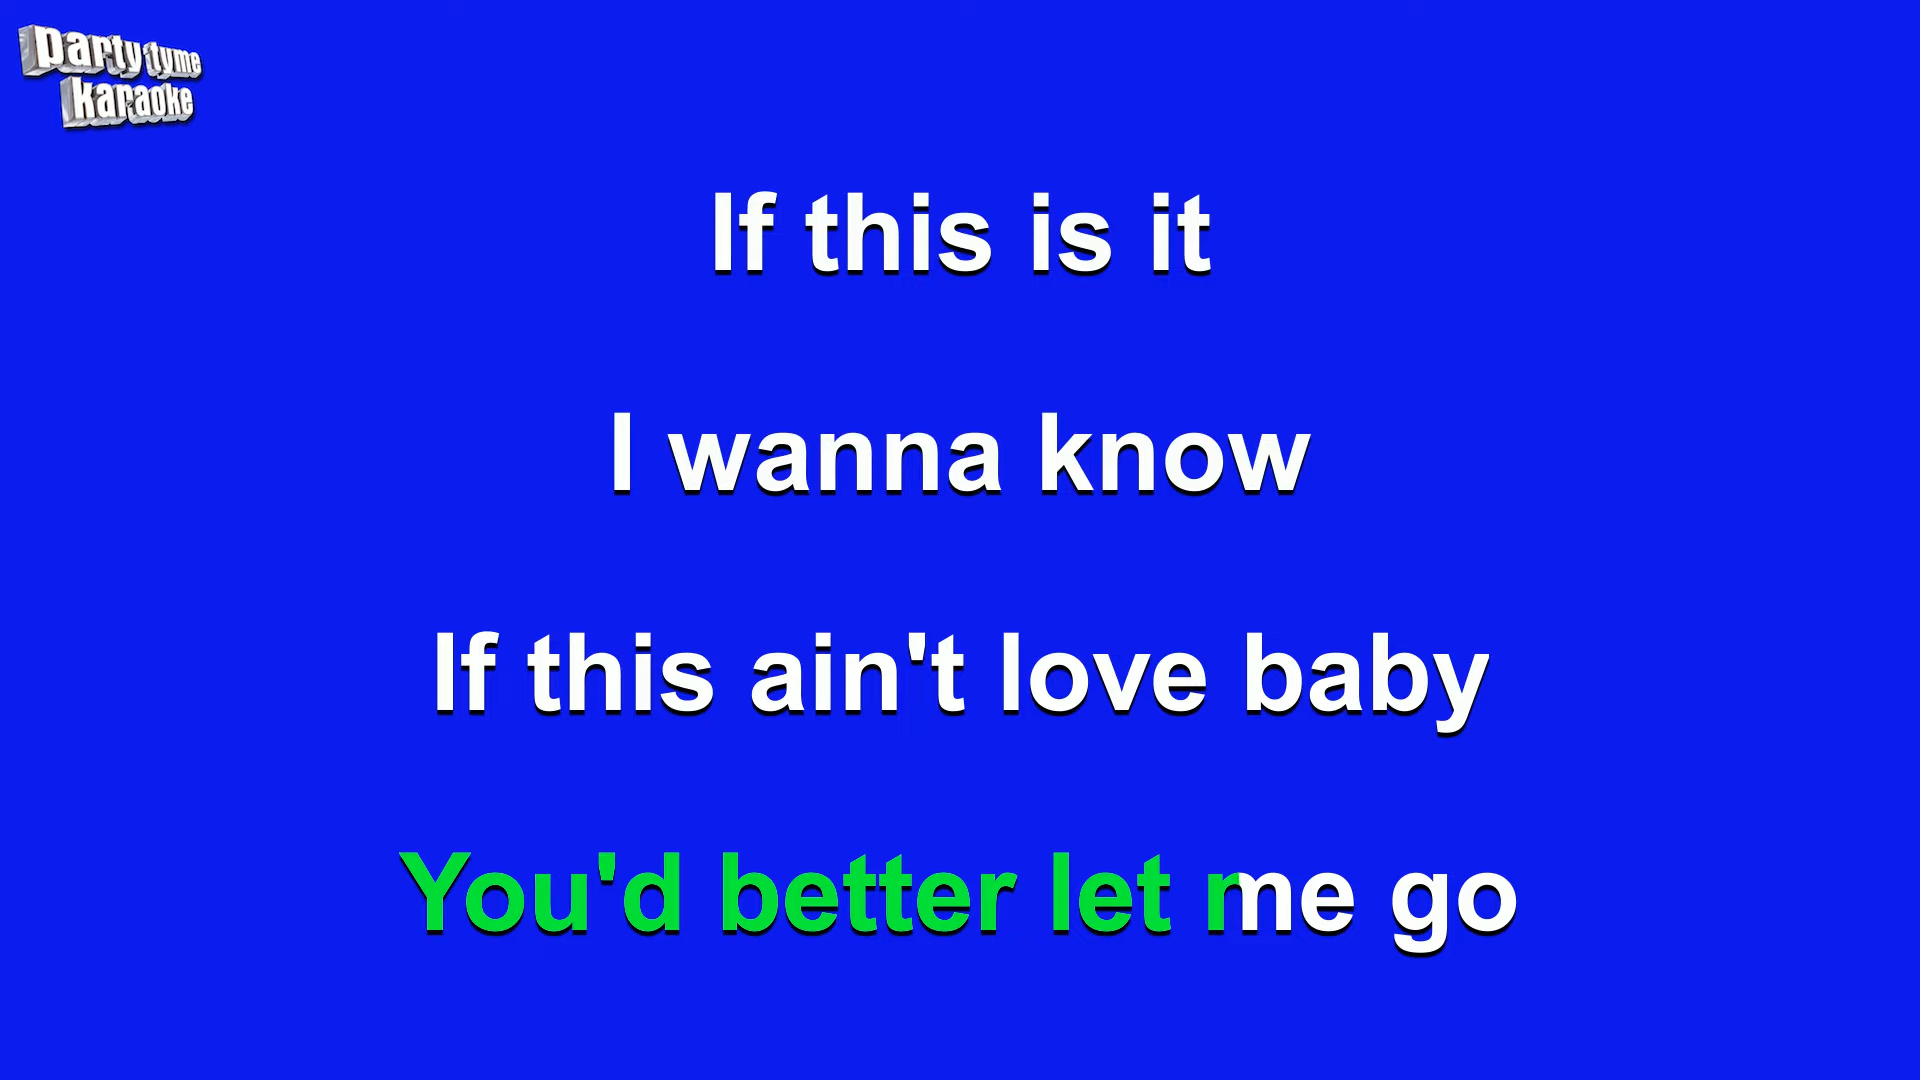 party tyme
karaoke
If this is it
I wanna know
If this ain't love baby
You'd better let me go